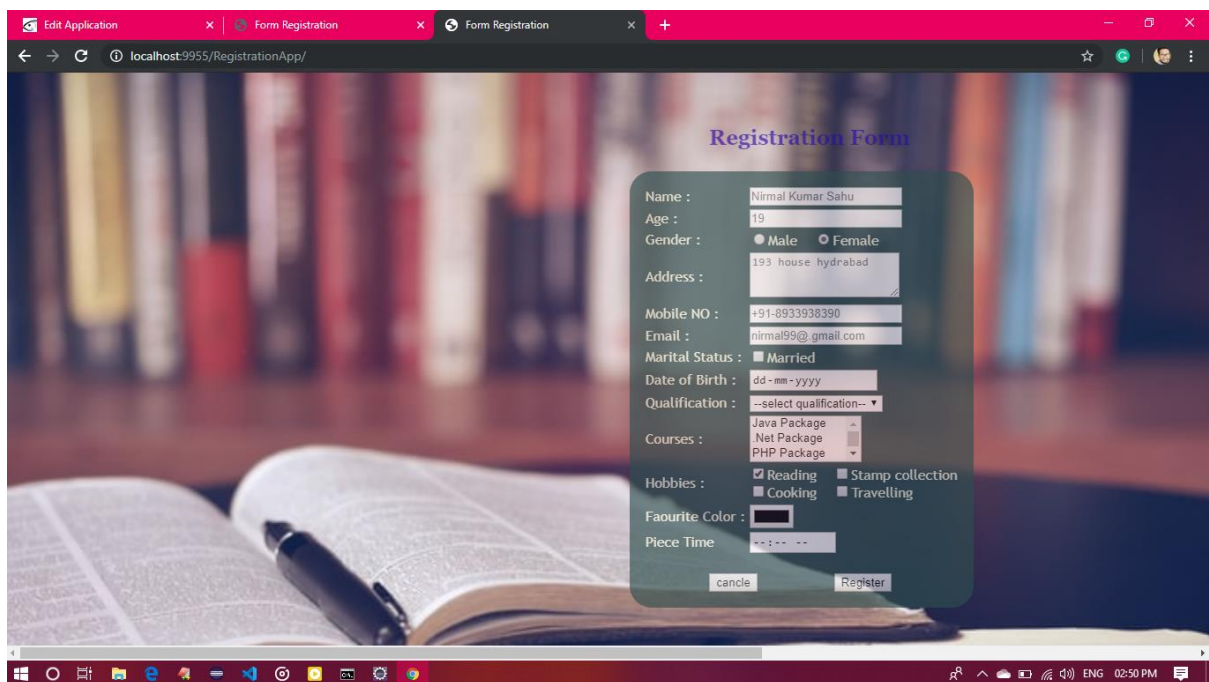 Edit Application
Form Registration
Form Registration
localhost:9955/RegistrationApp/
Registration Form
Name : Nirmal Kumar Sahu
Age : 19
Gender : Male Female
Address : 193 house hydrabad
Mobile NO : +91-8933938390
Email : nirmal99@.gmail.com
Marital Status : Married
Date of Birth : dd-mm-yyyy
Qualification : --select qualification--
Courses : Java Package
.Net Package
PHP Package
Hobbies : Reading Stamp collection
Cooking Travelling
Faourite Color :
Piece Time --:-- --
cancle Register
ENG 02:50 PM